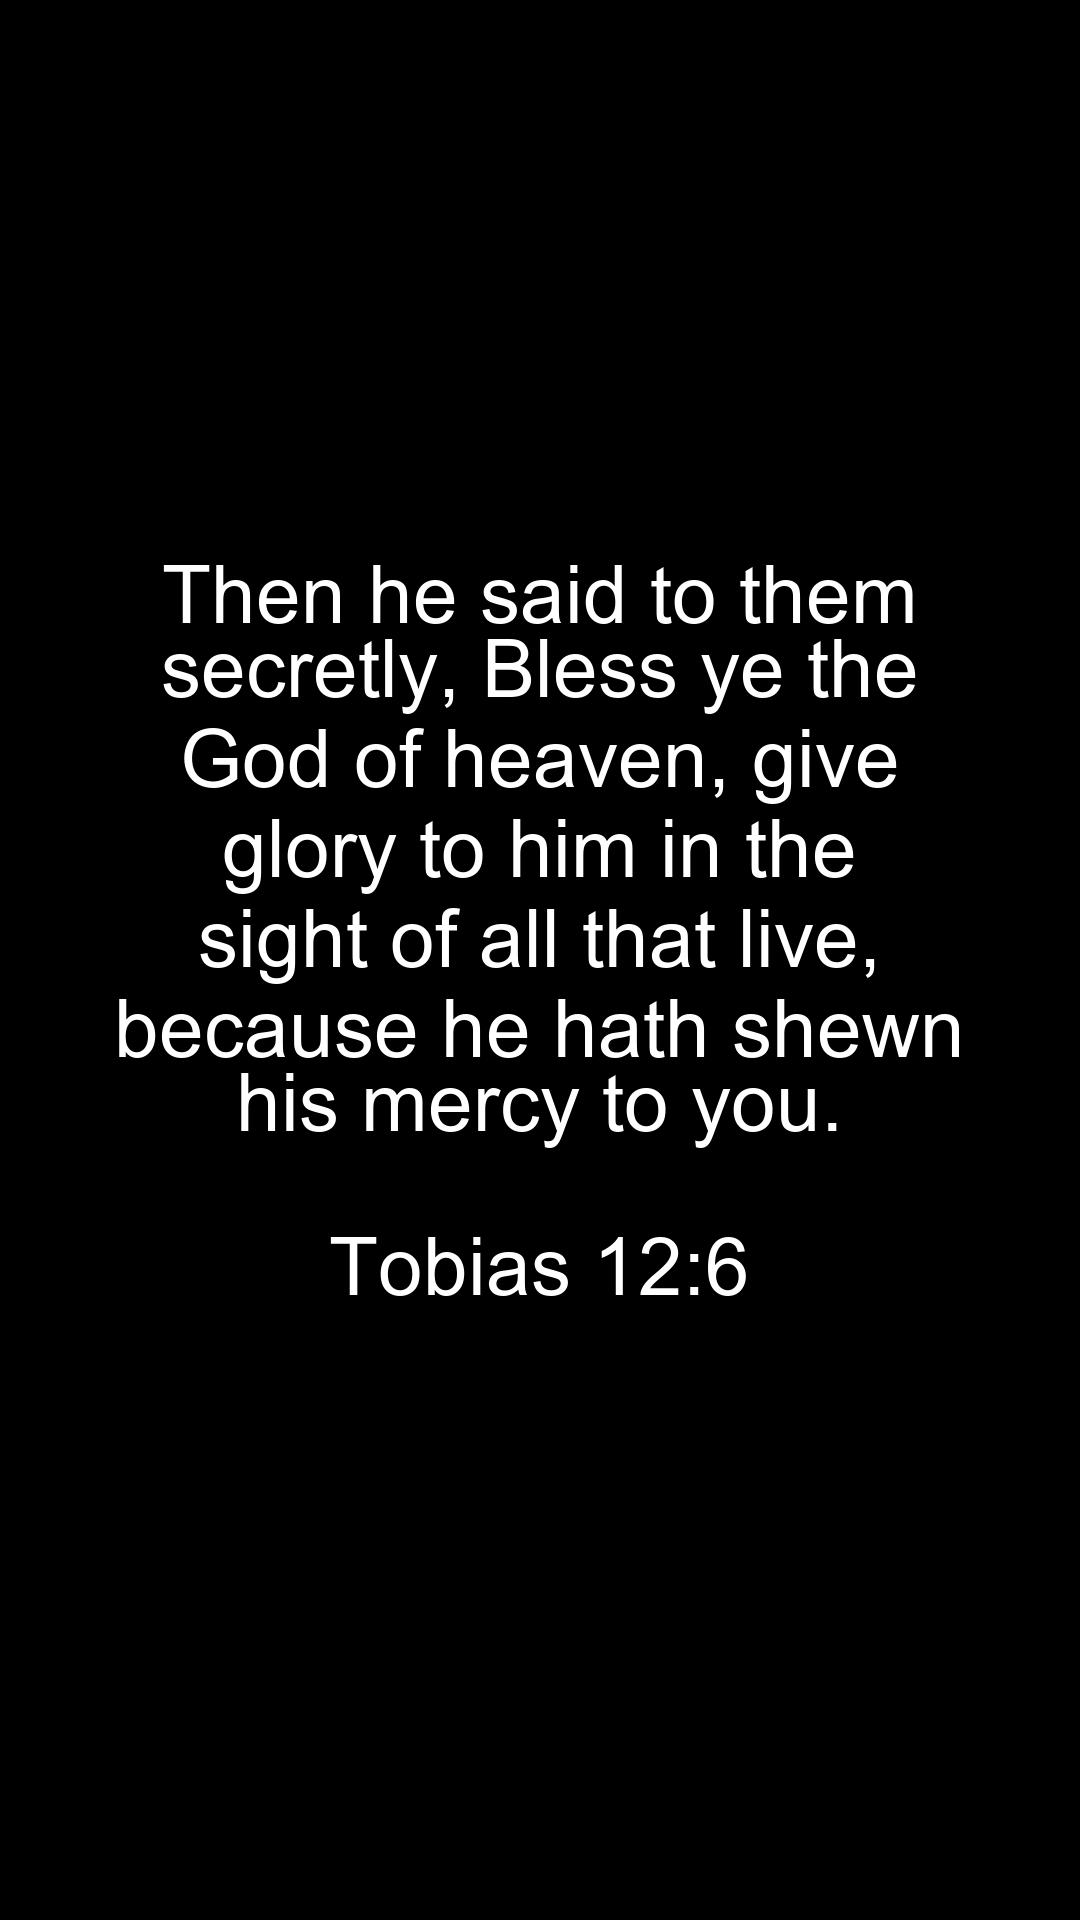 Then he said to them
secretly, Bless ye the
God of heaven, give
glory to him in the
sight of all that live,
because he hath shewn
his mercy to you.
Tobias 12:6